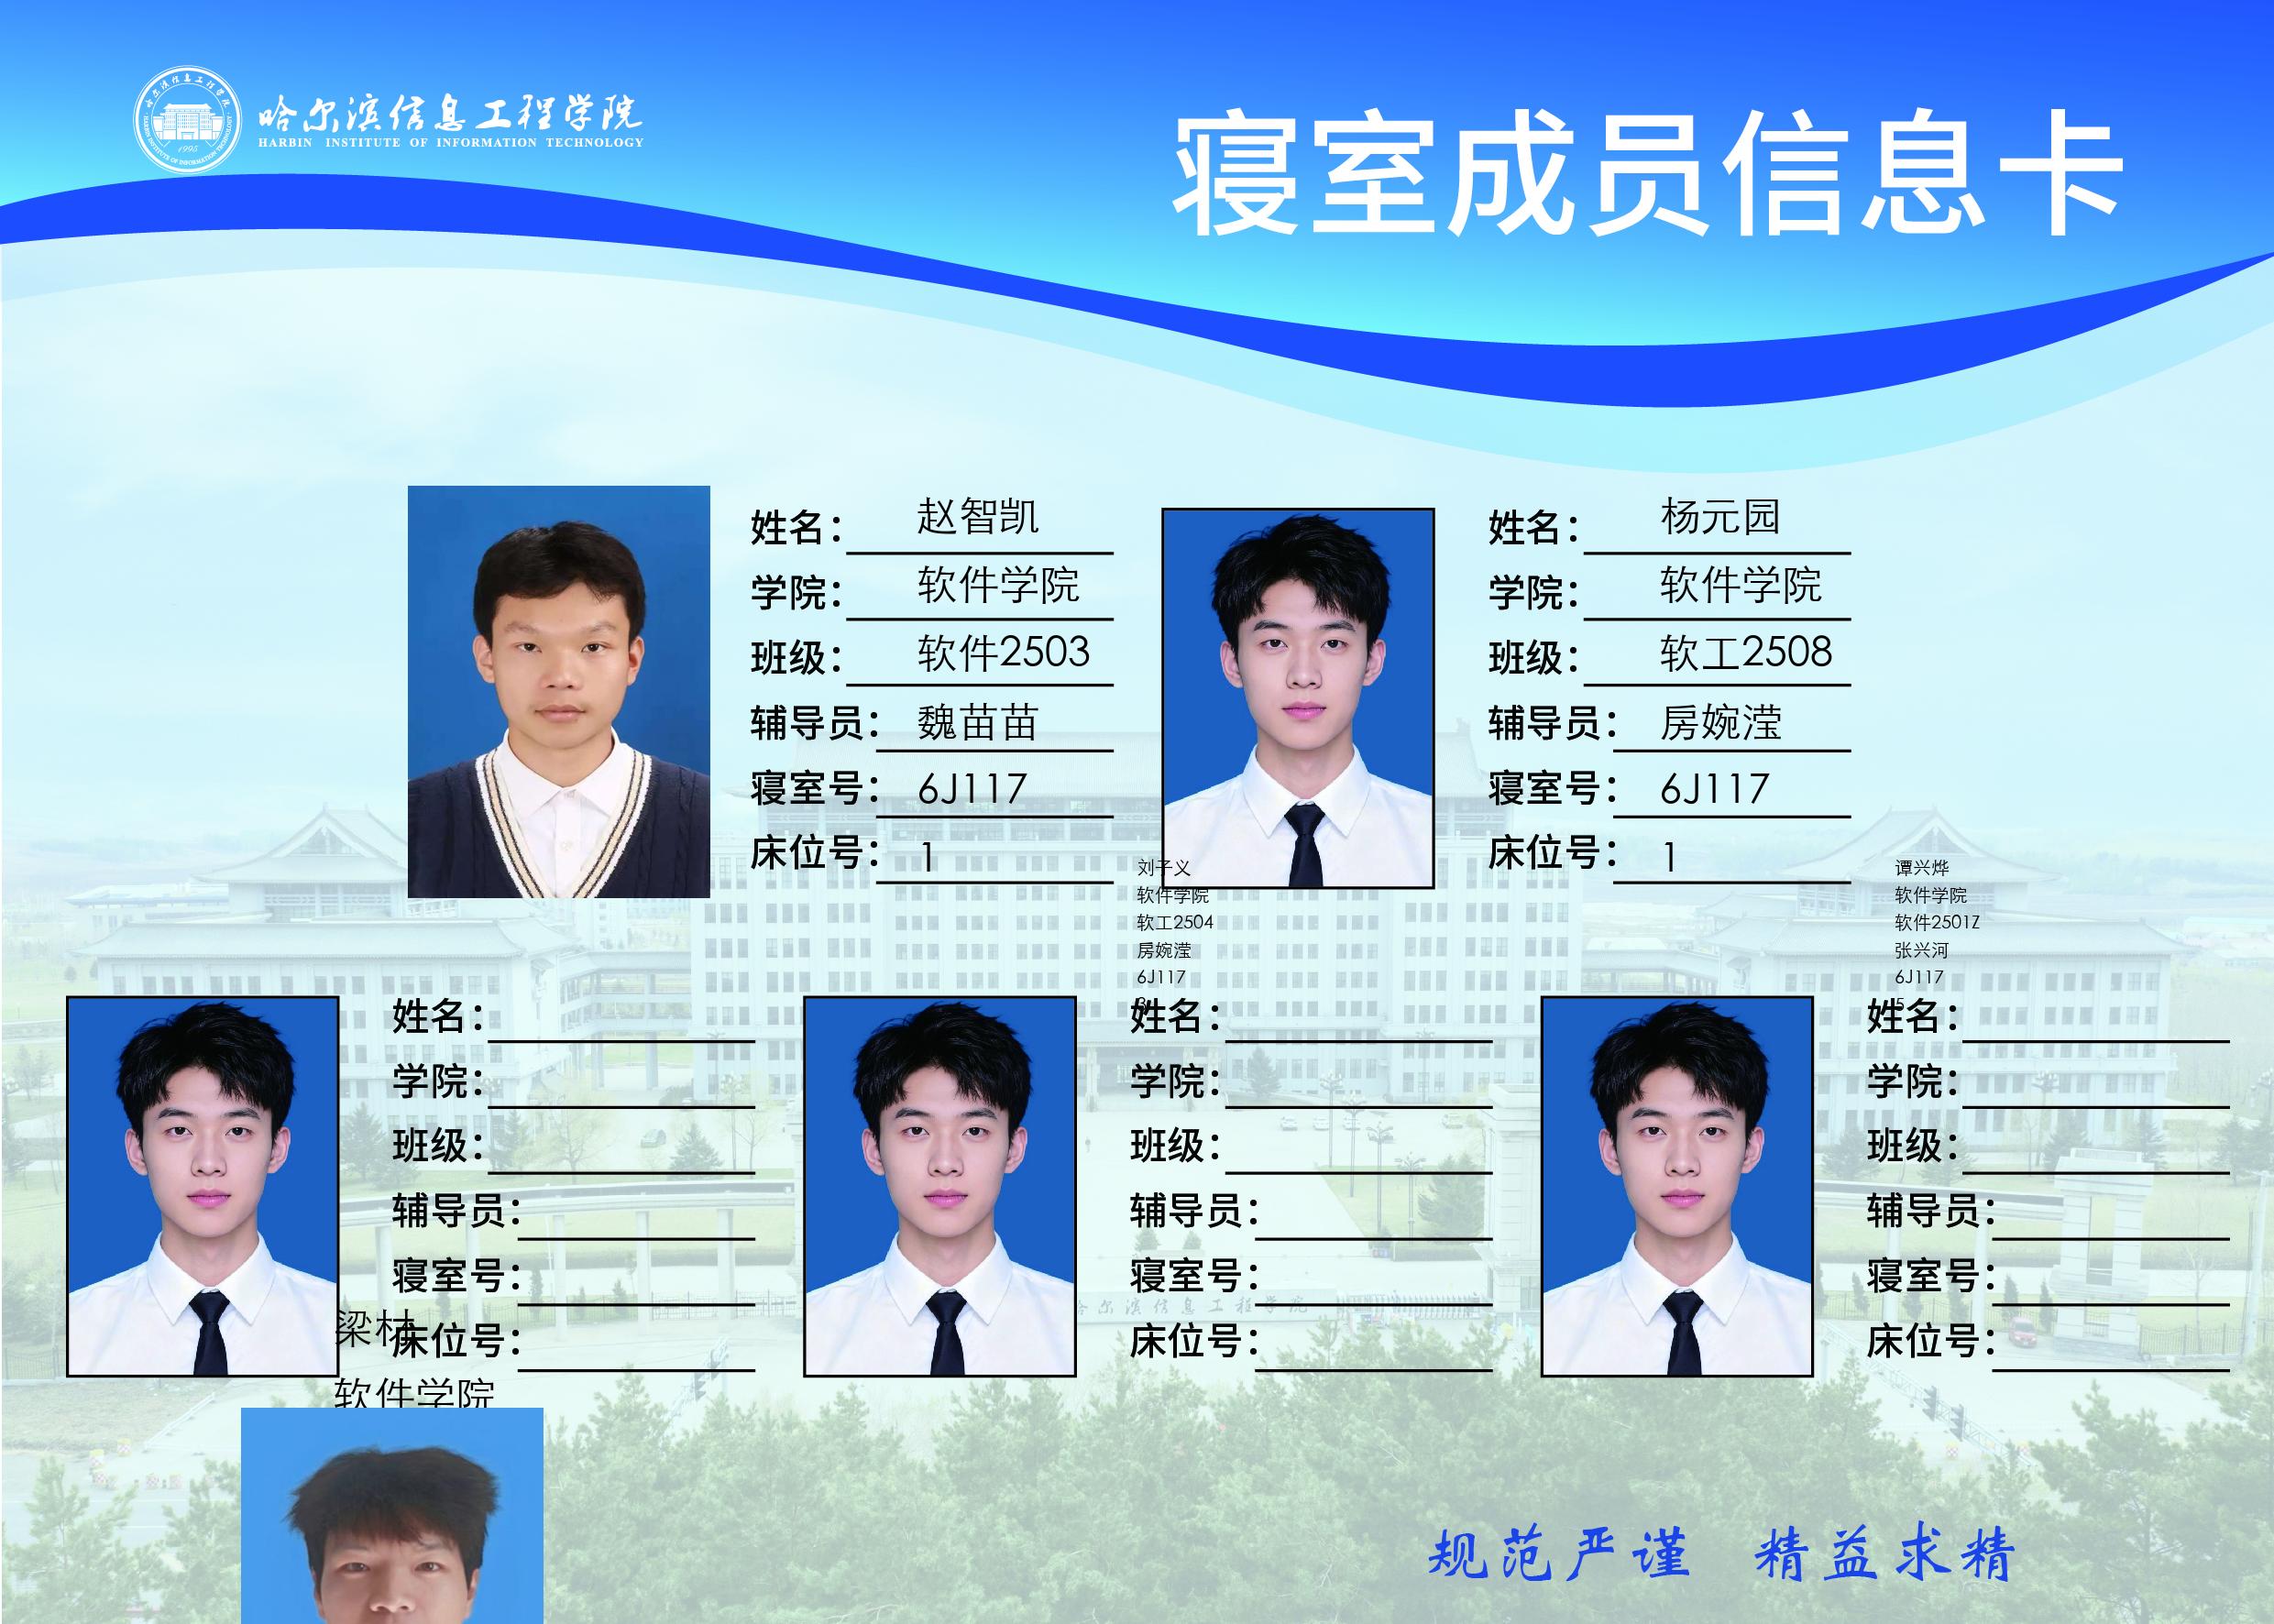 哈尔滨信息工程学院
HARBIN INSTITUTE OF INFORMATION TECHNOLOGY
1995
寝室成员信息卡
姓名： 赵智凯
学院： 软件学院
班级： 软件2503
辅导员： 魏苗苗
寝室号： 6J117
床位号： 1
姓名： 杨元园
学院： 软件学院
班级： 软工2508
辅导员： 房婉滢
寝室号： 6J117
床位号： 1
刘子义
软件学院
软工2504
房婉滢
6J117
3
谭兴烨
软件学院
软件2501Z
张兴河
6J117
5
姓名：
学院：
班级：
辅导员：
寝室号：
床位号：
梁林
软件学院
姓名：
学院：
班级：
辅导员：
寝室号：
床位号：
姓名：
学院：
班级：
辅导员：
寝室号：
床位号：
哈尔滨信息工程学院
规范严谨 精益求精